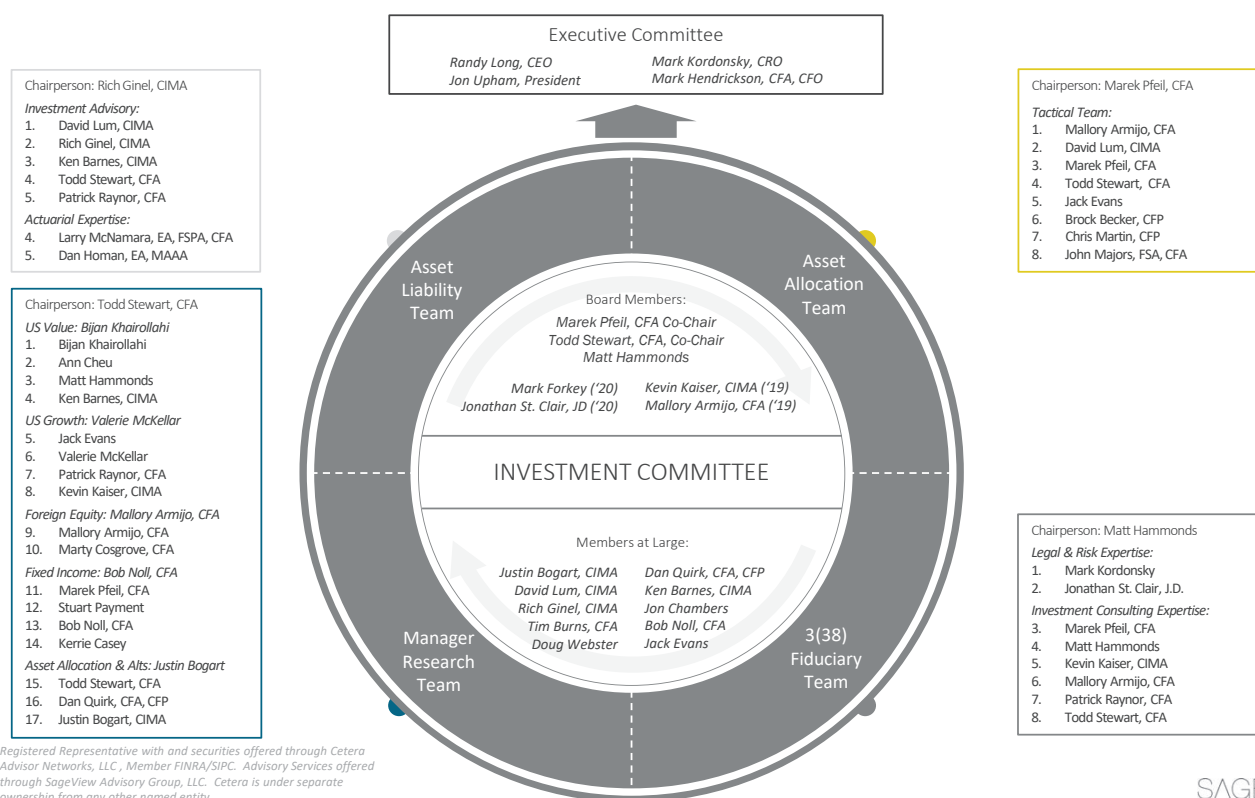 Executive Committee
Randy Long, CEO
Jon Upham, President
Mark Kordonsky, CRO
Mark Hendrickson, CFA, CFO
Chairperson: Rich Ginel, CIMA
Investment Advisory:
1. David Lum, CIMA
2. Rich Ginel, CIMA
3. Ken Barnes, CIMA
4. Todd Stewart, CFA
5. Patrick Raynor, CFA
Actuarial Expertise:
4. Larry McNamara, EA, FSPA, CFA
5. Dan Homan, EA, MAAA
Chairperson: Todd Stewart, CFA
US Value: Bijan Khairollahi
1. Bijan Khairollahi
2. Ann Cheu
3. Matt Hammonds
4. Ken Barnes, CIMA
US Growth: Valerie McKellar
5. Jack Evans
6. Valerie McKellar
7. Patrick Raynor, CFA
8. Kevin Kaiser, CIMA
Foreign Equity: Mallory Armijo, CFA
9. Mallory Armijo, CFA
10. Marty Cosgrove, CFA
Fixed Income: Bob Noll, CFA
11. Marek Pfeil, CFA
12. Stuart Payment
13. Bob Noll, CFA
14. Kerrie Casey
Asset Allocation & Alts: Justin Bogart
15. Todd Stewart, CFA
16. Dan Quirk, CFA, CFP
17. Justin Bogart, CIMA
Asset
Liability
Team
Asset
Allocation
Team
Board Members:
Marek Pfeil, CFA Co-Chair
Todd Stewart, CFA, Co-Chair
Matt Hammonds
Mark Forkey (‘20)
Jonathan St. Clair, JD (‘20)
Kevin Kaiser, CIMA (‘19)
Mallory Armijo, CFA (‘19)
INVESTMENT COMMITTEE
Members at Large:
Justin Bogart, CIMA
David Lum, CIMA
Rich Ginel, CIMA
Tim Burns, CFA
Doug Webster
Dan Quirk, CFA, CFP
Ken Barnes, CIMA
Jon Chambers
Bob Noll, CFA
Jack Evans
Manager
Research
Team
3(38)
Fiduciary
Team
Chairperson: Marek Pfeil, CFA
Tactical Team:
1. Mallory Armijo, CFA
2. David Lum, CIMA
3. Marek Pfeil, CFA
4. Todd Stewart, CFA
5. Jack Evans
6. Brock Becker, CFP
7. Chris Martin, CFP
8. John Majors, FSA, CFA
Chairperson: Matt Hammonds
Legal & Risk Expertise:
1. Mark Kordonsky
2. Jonathan St. Clair, J.D.
Investment Consulting Expertise:
3. Marek Pfeil, CFA
4. Matt Hammonds
5. Kevin Kaiser, CIMA
6. Mallory Armijo, CFA
7. Patrick Raynor, CFA
8. Todd Stewart, CFA
Registered Representative with and securities offered through Cetera
Advisor Networks, LLC , Member FINRA/SIPC. Advisory Services offered
through SageView Advisory Group, LLC. Cetera is under separate
ownership from any other named entity